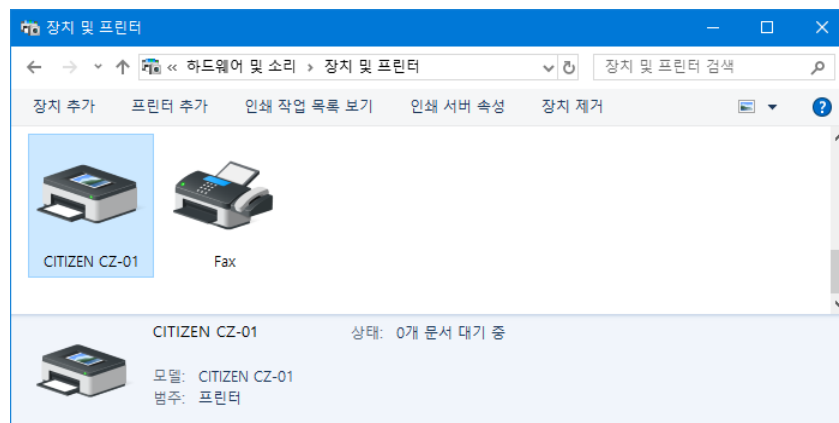 장치 및 프린터
« 하드웨어 및 소리 › 장치 및 프린터
장치 및 프린터 검색
장치 추가 프린터 추가 인쇄 작업 목록 보기 인쇄 서버 속성 장치 제거
CITIZEN CZ-01 Fax
CITIZEN CZ-01 상태: 0개 문서 대기 중
모델: CITIZEN CZ-01
범주: 프린터